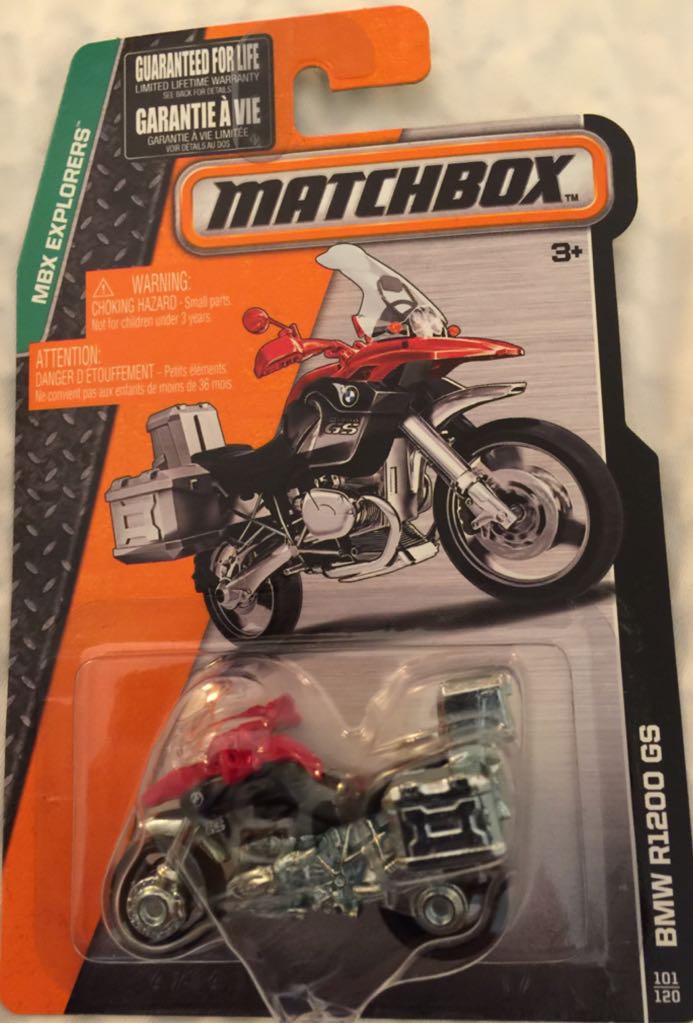 GUARANTEED FOR LIFE
LIMITED LIFETIME WARRANTY
SEE BACK FOR DETAILS
GARANTIE À VIE
GARANTIE À VIE LIMITÉE
VOIR DÉTAILS AU DOS
MBX EXPLORERS™
MATCHBOX™
3+
WARNING:
CHOKING HAZARD - Small parts.
Not for children under 3 years.
ATTENTION:
DANGER D'ÉTOUFFEMENT – Petits éléments.
Ne convient pas aux enfants de moins de 36 mois.
GS
BMW R1200 GS
101
120